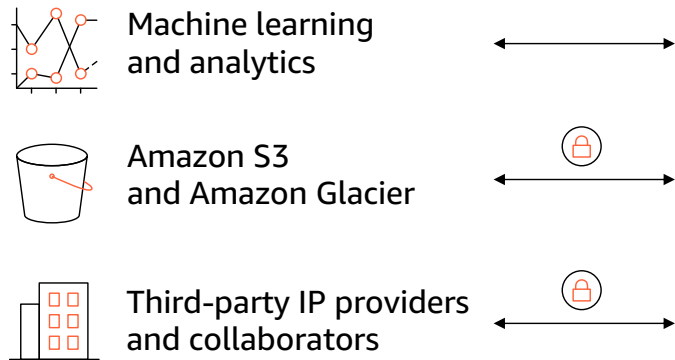 Machine learning
and analytics
Amazon S3
and Amazon Glacier
Third-party IP providers
and collaborators